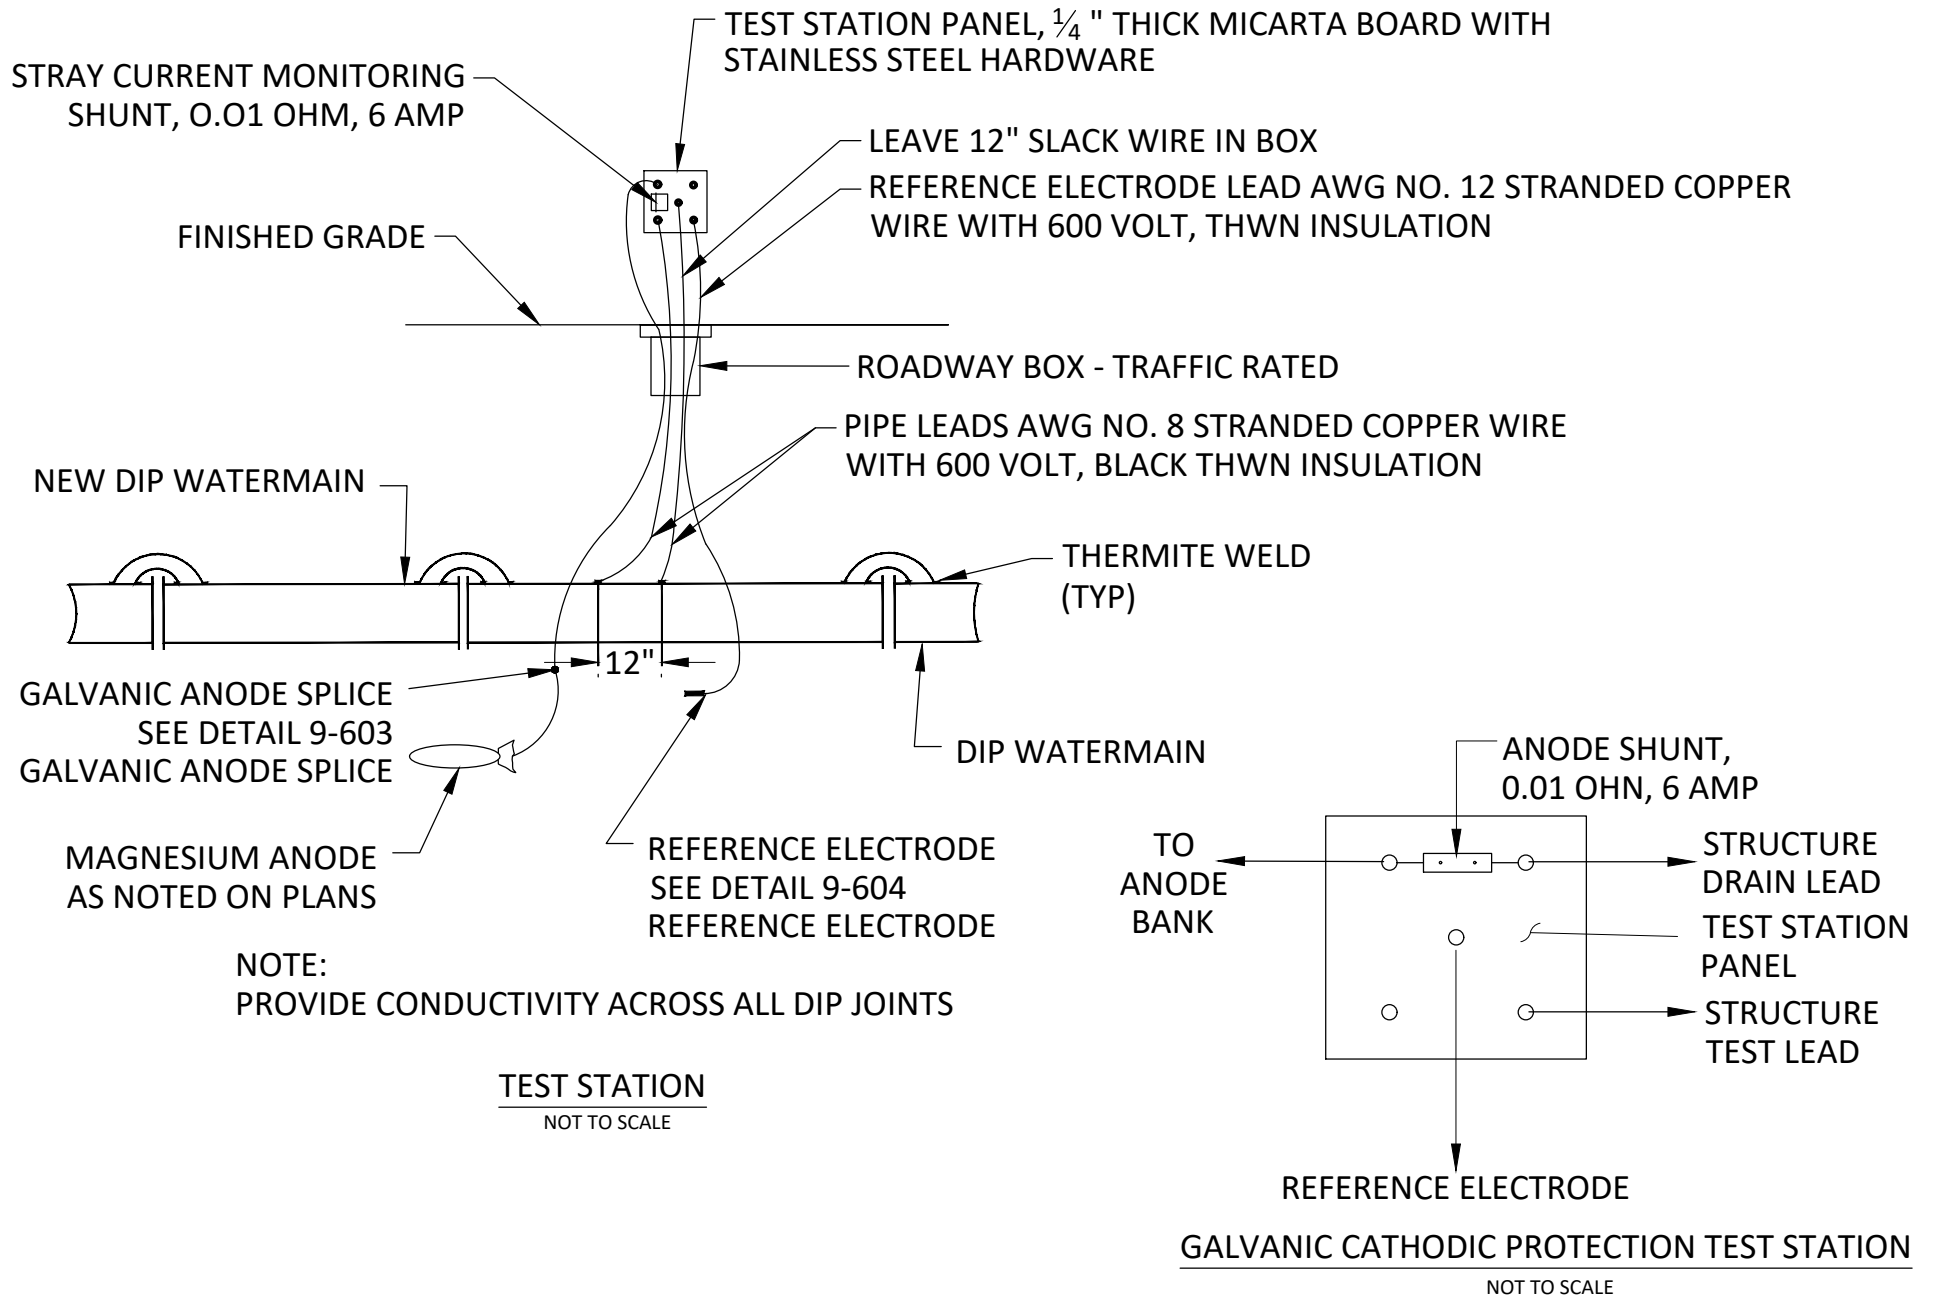 TEST STATION PANEL, 1/4 " THICK MICARTA BOARD WITH
STAINLESS STEEL HARDWARE
STRAY CURRENT MONITORING
SHUNT, O.O1 OHM, 6 AMP
LEAVE 12" SLACK WIRE IN BOX
REFERENCE ELECTRODE LEAD AWG NO. 12 STRANDED COPPER
WIRE WITH 600 VOLT, THWN INSULATION
FINISHED GRADE
ROADWAY BOX - TRAFFIC RATED
PIPE LEADS AWG NO. 8 STRANDED COPPER WIRE
WITH 600 VOLT, BLACK THWN INSULATION
NEW DIP WATERMAIN
THERMITE WELD
(TYP)
12"
GALVANIC ANODE SPLICE
SEE DETAIL 9-603
GALVANIC ANODE SPLICE
DIP WATERMAIN
MAGNESIUM ANODE
AS NOTED ON PLANS
REFERENCE ELECTRODE
SEE DETAIL 9-604
REFERENCE ELECTRODE
NOTE:
PROVIDE CONDUCTIVITY ACROSS ALL DIP JOINTS
TEST STATION
NOT TO SCALE
ANODE SHUNT,
0.01 OHN, 6 AMP
TO
ANODE
BANK
STRUCTURE
DRAIN LEAD
TEST STATION
PANEL
STRUCTURE
TEST LEAD
REFERENCE ELECTRODE
GALVANIC CATHODIC PROTECTION TEST STATION
NOT TO SCALE